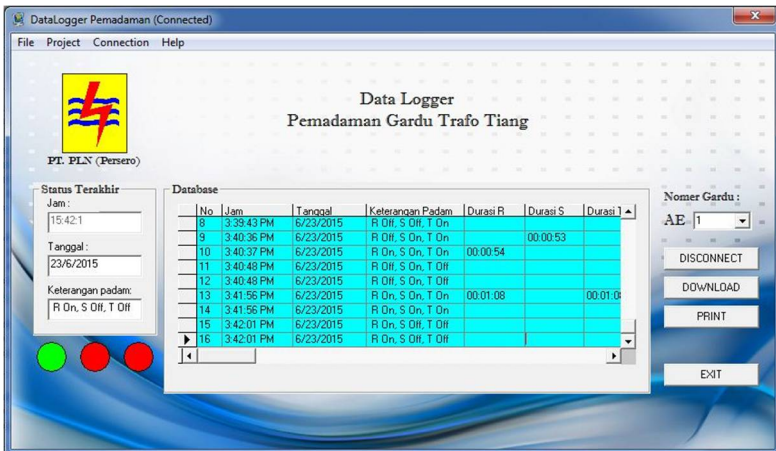 DataLogger Pemadaman (Connected)
File Project Connection Help
Data Logger
Pemadaman Gardu Trafo Tiang
PT. PLN (Persero)
Status Terakhir
Jam :
15:42:1
Tanggal :
23/6/2015
Keterangan padam:
R On, S Off, T Off
Database
No Jam Tanggal Keterangan Padam Durasi R Durasi S Durasi
8 3:39:43 PM 6/23/2015 R Off, S Off, T On
9 3:40:36 PM 6/23/2015 R Off, S On, T On 00:00:53
10 3:40:37 PM 6/23/2015 R On, S On, T On 00:00:54
11 3:40:48 PM 6/23/2015 R Off, S On, T Off
12 3:40:48 PM 6/23/2015 R Off, S On, T Off
13 3:41:56 PM 6/23/2015 R On, S On, T On 00:01:08 00:01:0
14 3:41:56 PM 6/23/2015 R On, S On, T On
15 3:42:01 PM 6/23/2015 R On, S Off, T Off
16 3:42:01 PM 6/23/2015 R On, S Off, T Off
Nomer Gardu :
AE 1
DISCONNECT
DOWNLOAD
PRINT
EXIT